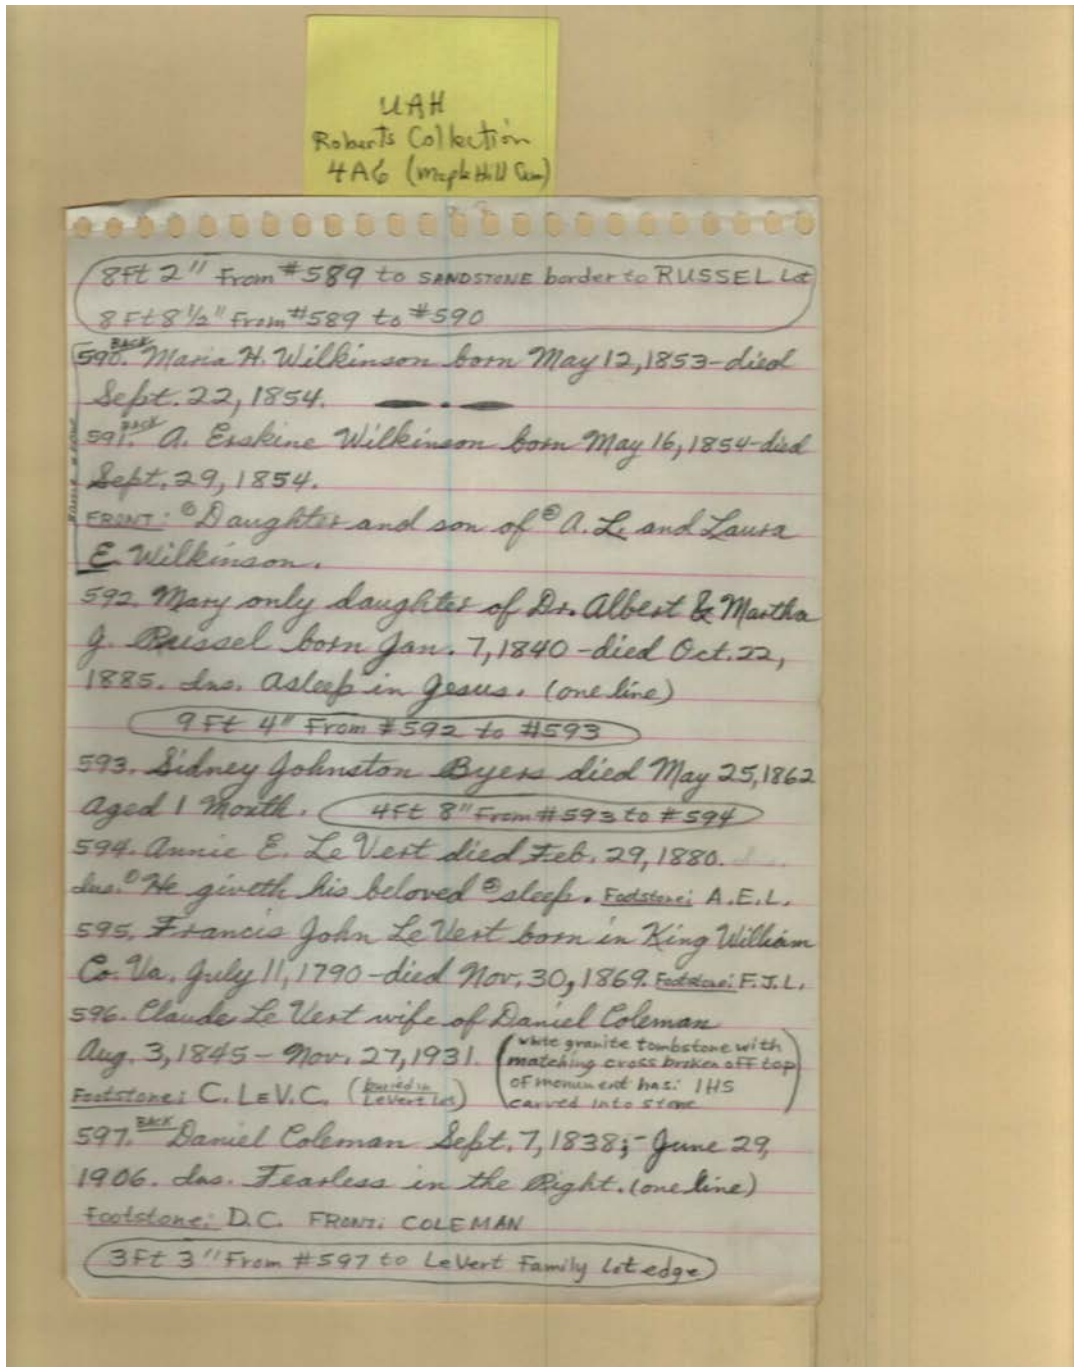 UAH
Roberts Collection
4A6 (Maple Hill Cem)
8Ft 2" From #589 to SANDSTONE border to RUSSEL Lot
8Ft 8½" From #589 to #590
590. BACK Maria H. Wilkinson born May 12, 1853-died
Sept. 22, 1854.
591. BACK A. Erskine Wilkinson born May 16, 1854-died
Sept. 29, 1854.
FRONT: ① Daughter and son of ② A. L. and Laura
E. Wilkinson.
592. Mary only daughter of Dr. Albert & Martha
J. Russel born Jan. 7, 1840-died Oct. 22,
1885. Ins. Asleep in Jesus. (one line)
9Ft 4" From #592 to #593
593. Sidney Johnston Byers died May 25, 1862
Aged 1 Month. 4Ft 8" From #593 to #594
594. Annie E. Le Vert died Feb. 29, 1880.
Ins. ① He giveth his beloved ② sleep. Footstone: A.E.L.
595. Francis John Le Vert born in King William
Co. Va. July 11, 1790-died Nov. 30, 1869. Footstone: F.J.L.
596. Claude Le Vert wife of Daniel Coleman
Aug. 3, 1845 - Nov. 27, 1931. (white granite tombstone with
matching cross broken off top
of monument has: IHS
carved into stone)
Footstone: C. LeV.C. (buried in LeVert Lot)
597. BACK Daniel Coleman Sept. 7, 1838;- June 29,
1906. Ins. Fearless in the Right. (one line)
Footstone: D.C. FRONT: COLEMAN
3Ft 3" From #597 to LeVert Family Lot edge